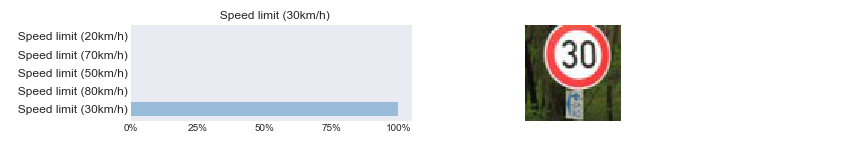 Speed limit (30km/h)
Speed limit (20km/h)
Speed limit (70km/h)
Speed limit (50km/h)
Speed limit (80km/h)
Speed limit (30km/h)
0% 25% 50% 75% 100%
30